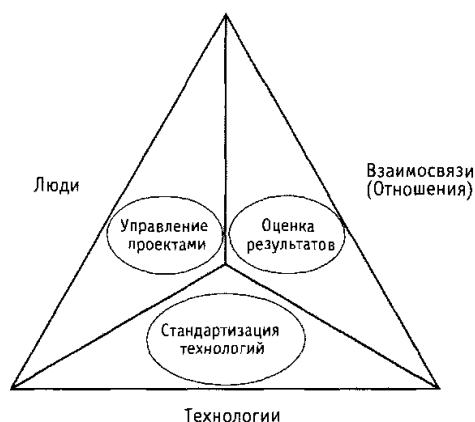 Люди
Взаимосвязи
(Отношения)
Управление
проектами
Оценка
результатов
Стандартизация
технологий
Технологии